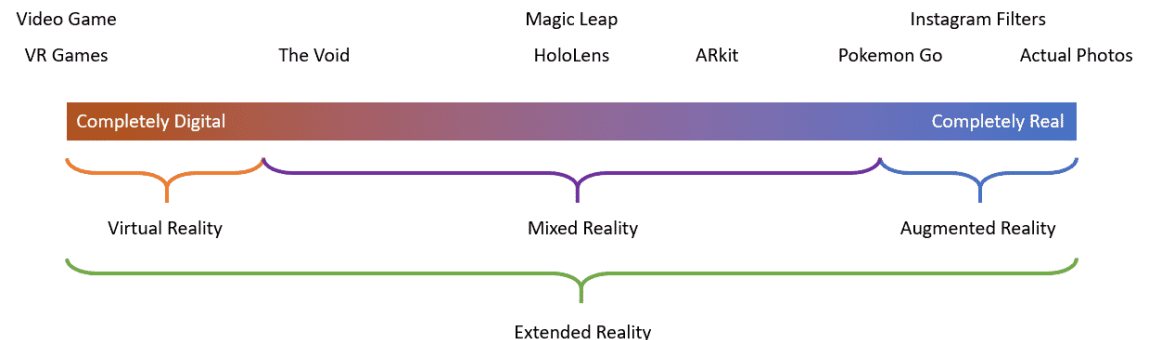 Video Game Magic Leap Instagram Filters
VR Games The Void HoloLens ARkit Pokemon Go Actual Photos
Completely Digital Completely Real
Virtual Reality Mixed Reality Augmented Reality
Extended Reality